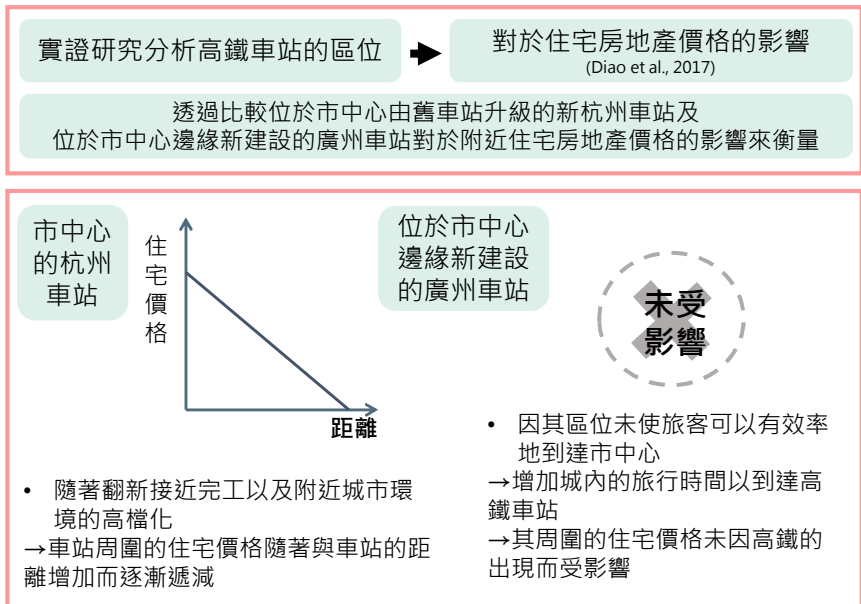 實證研究分析高鐵車站的區位
對於住宅房地產價格的影響
(Diao et al., 2017)
透過比較位於市中心由舊車站升級的新杭州車站及
位於市中心邊緣新建設的廣州車站對於附近住宅房地產價格的影響來衡量
市中心
的杭州
車站
住
宅
價
格
距離
• 隨著翻新接近完工以及附近城市環
境的高檔化
→車站周圍的住宅價格隨著與車站的距
離增加而逐漸遞減
位於市中心
邊緣新建設
的廣州車站
未受
影響
• 因其區位未使旅客可以有效率
地到達市中心
→增加城內的旅行時間以到達高
鐵車站
→其周圍的住宅價格未因高鐵的
出現而受影響